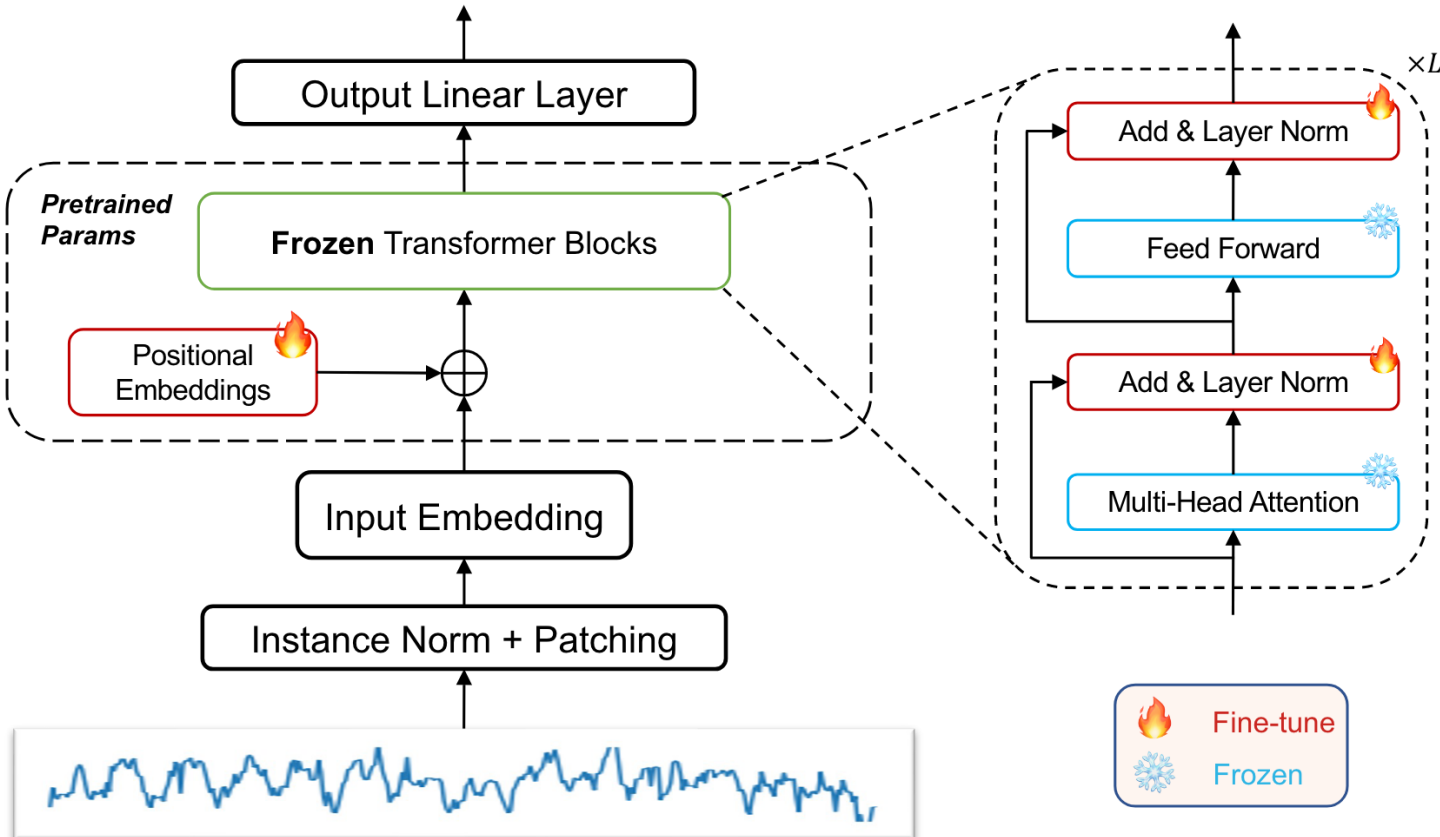 Output Linear Layer
Pretrained
Params
Frozen Transformer Blocks
Positional
Embeddings
Input Embedding
Instance Norm + Patching
×L
Add & Layer Norm
Feed Forward
Add & Layer Norm
Multi-Head Attention
Fine-tune
Frozen